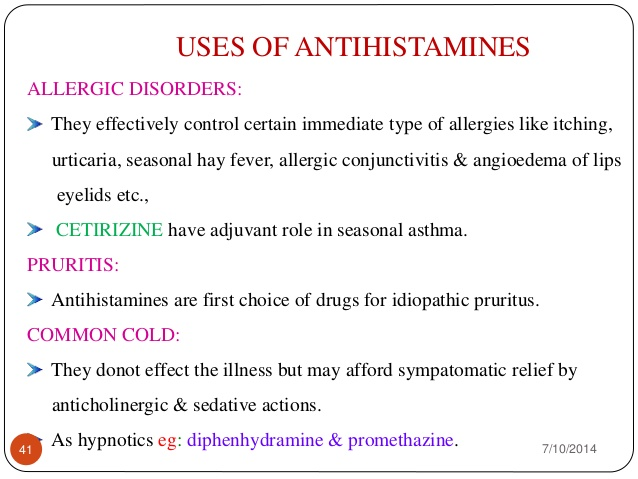 USES OF ANTIHISTAMINES
ALLERGIC DISORDERS:
They effectively control certain immediate type of allergies like itching,
urticaria, seasonal hay fever, allergic conjunctivitis & angioedema of lips
eyelids etc.,
CETIRIZINE have adjuvant role in seasonal asthma.
PRURITIS:
Antihistamines are first choice of drugs for idiopathic pruritus.
COMMON COLD:
They donot effect the illness but may afford sympatomatic relief by
anticholinergic & sedative actions.
As hypnotics eg: diphenhydramine & promethazine.
41
7/10/2014